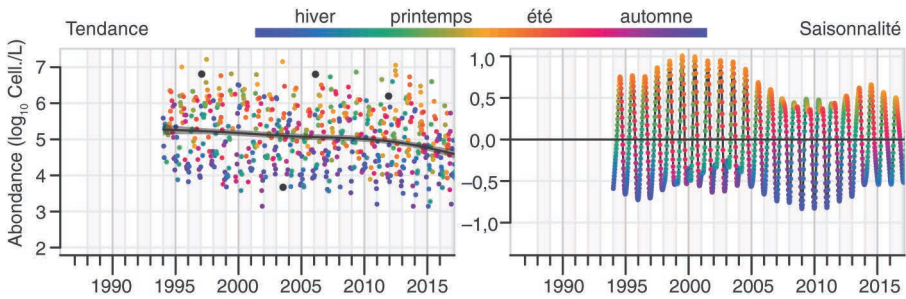 hiver printemps été automne
Tendance
Saisonnalité
Abondance (log₁₀ Cell./L)
7
6
5
4
3
2
1990 1995 2000 2005 2010 2015
1,0
0,5
0,0
−0,5
−1,0
1990 1995 2000 2005 2010 2015